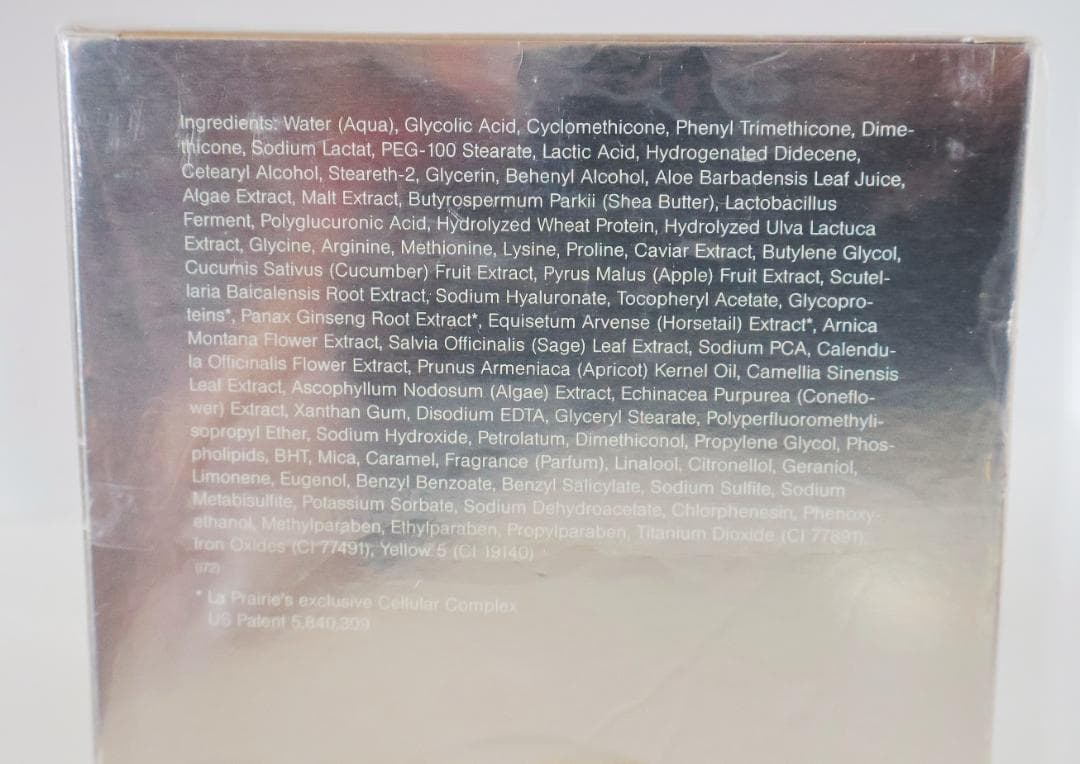 Ingredients: Water (Aqua), Glycolic Acid, Cyclomethicone, Phenyl Trimethicone, Dime-
thicone, Sodium Lactat, PEG-100 Stearate, Lactic Acid, Hydrogenated Didecene,
Cetearyl Alcohol, Steareth-2, Glycerin, Behenyl Alcohol, Aloe Barbadensis Leaf Juice,
Algae Extract, Malt Extract, Butyrospermum Parkii (Shea Butter), Lactobacillus
Ferment, Polyglucuronic Acid, Hydrolyzed Wheat Protein, Hydrolyzed Ulva Lactuca
Extract, Glycine, Arginine, Methionine, Lysine, Proline, Caviar Extract, Butylene Glycol,
Cucumis Sativus (Cucumber) Fruit Extract, Pyrus Malus (Apple) Fruit Extract, Scutel-
laria Baicalensis Root Extract, Sodium Hyaluronate, Tocopheryl Acetate, Glycopro-
teins*, Panax Ginseng Root Extract*, Equisetum Arvense (Horsetail) Extract*, Arnica
Montana Flower Extract, Salvia Officinalis (Sage) Leaf Extract, Sodium PCA, Calendu-
la Officinalis Flower Extract, Prunus Armeniaca (Apricot) Kernel Oil, Camellia Sinensis
Leaf Extract, Ascophyllum Nodosum (Algae) Extract, Echinacea Purpurea (Coneflo-
wer) Extract, Xanthan Gum, Disodium EDTA, Glyceryl Stearate, Polyperfluoromethyli-
sopropyl Ether, Sodium Hydroxide, Petrolatum, Dimethiconol, Propylene Glycol, Phos-
pholipids, BHT, Mica, Caramel, Fragrance (Parfum), Linalool, Citronellol, Geraniol,
Limonene, Eugenol, Benzyl Benzoate, Benzyl Salicylate, Sodium Sulfite, Sodium
Metabisulfite, Potassium Sorbate, Sodium Dehydroacetate, Chlorphenesin, Phenoxy-
ethanol, Methylparaben, Ethylparaben, Propylparaben, Titanium Dioxide (CI 77891),
Iron Oxides (CI 77491), Yellow 5 (CI 19140)
* La Prairie's exclusive Cellular Complex
US Patent 5,840,309